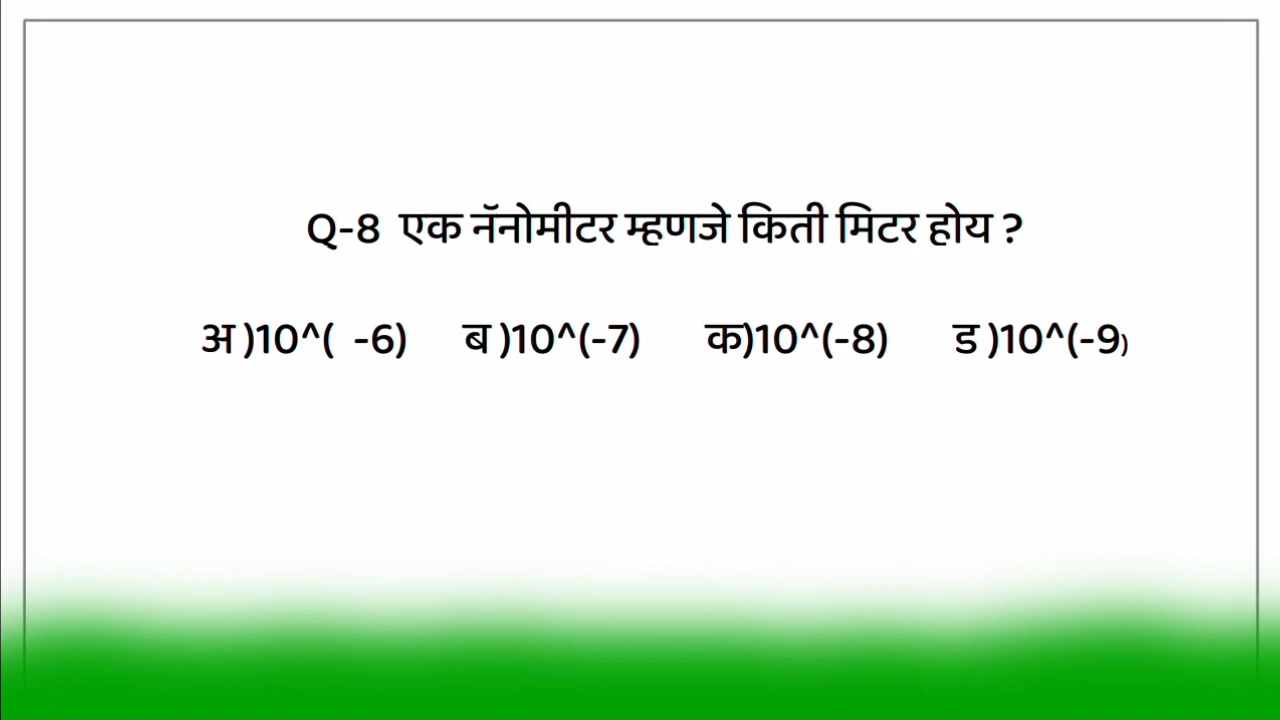 Q-8 एक नॅनोमीटर म्हणजे किती मिटर होय ?
अ )10^( -6) ब )10^(-7) क)10^(-8) ड )10^(-9)